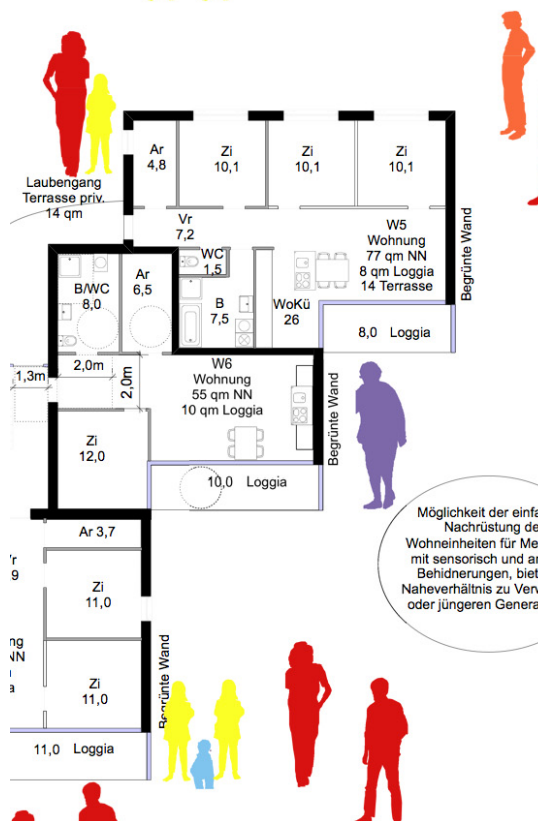 Laubengang
Terrasse priv.
14 qm
Ar
4,8
Zi
10,1
Zi
10,1
Zi
10,1
Vr
7,2
WC
1,5
B
7,5
WoKü
26
W5
Wohnung
77 qm NN
8 qm Loggia
14 Terrasse
Begrünte Wand
8,0 Loggia
B/WC
8,0
Ar
6,5
1,3m
2,0m
2,0m
W6
Wohnung
55 qm NN
10 qm Loggia
Begrünte Wand
Zi
12,0
10,0 Loggia
Möglichkeit der einfa
Nachrüstung de
Wohneinheiten für Me
mit sensorisch und a
Behidnerungen, biet
Naheverhältnis zu Verv
oder jüngeren Genera
Ar 3,7
Zi
11,0
9
NN
Zi
11,0
Begrünte Wand
11,0 Loggia